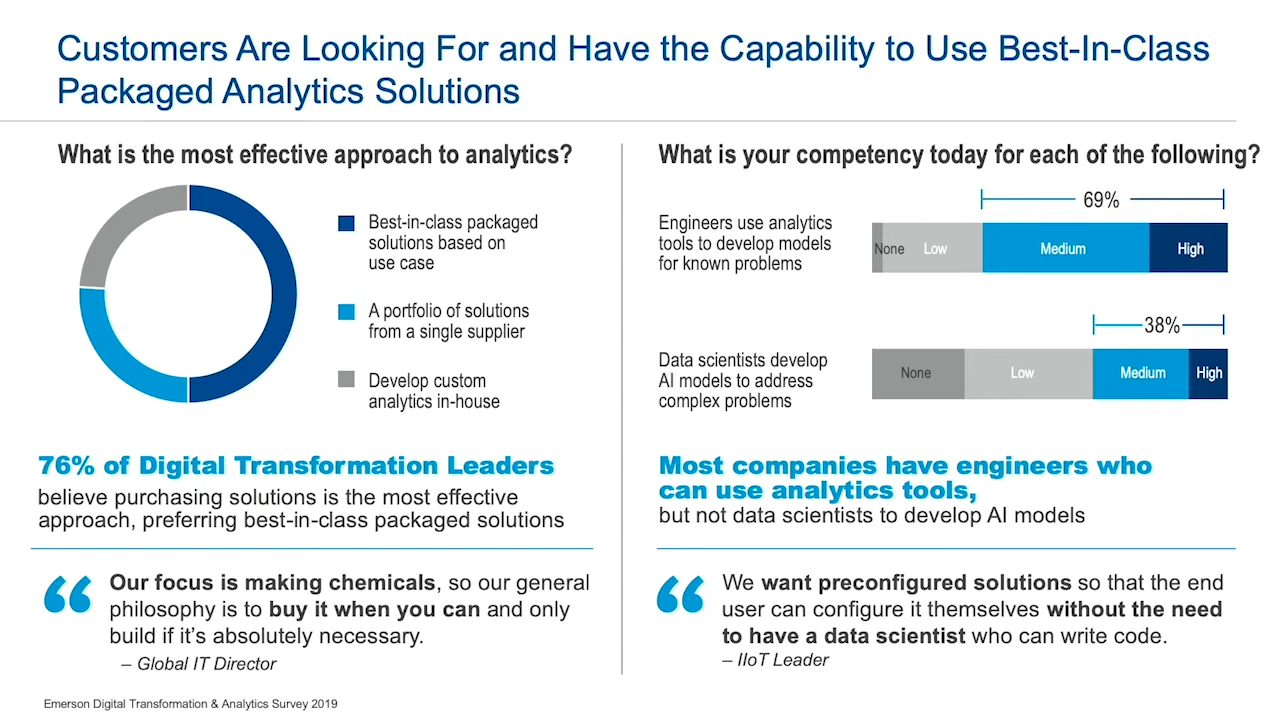 Customers Are Looking For and Have the Capability to Use Best-In-Class
Packaged Analytics Solutions
What is the most effective approach to analytics?
Best-in-class packaged
solutions based on
use case
A portfolio of solutions
from a single supplier
Develop custom
analytics in-house
76% of Digital Transformation Leaders
believe purchasing solutions is the most effective
approach, preferring best-in-class packaged solutions
“
Our focus is making chemicals, so our general
philosophy is to buy it when you can and only
build if it’s absolutely necessary.
– Global IT Director
What is your competency today for each of the following?
69%
Engineers use analytics
tools to develop models
for known problems
None Low Medium High
38%
Data scientists develop
AI models to address
complex problems
None Low Medium High
Most companies have engineers who
can use analytics tools,
but not data scientists to develop AI models
“
We want preconfigured solutions so that the end
user can configure it themselves without the need
to have a data scientist who can write code.
– IIoT Leader
Emerson Digital Transformation & Analytics Survey 2019